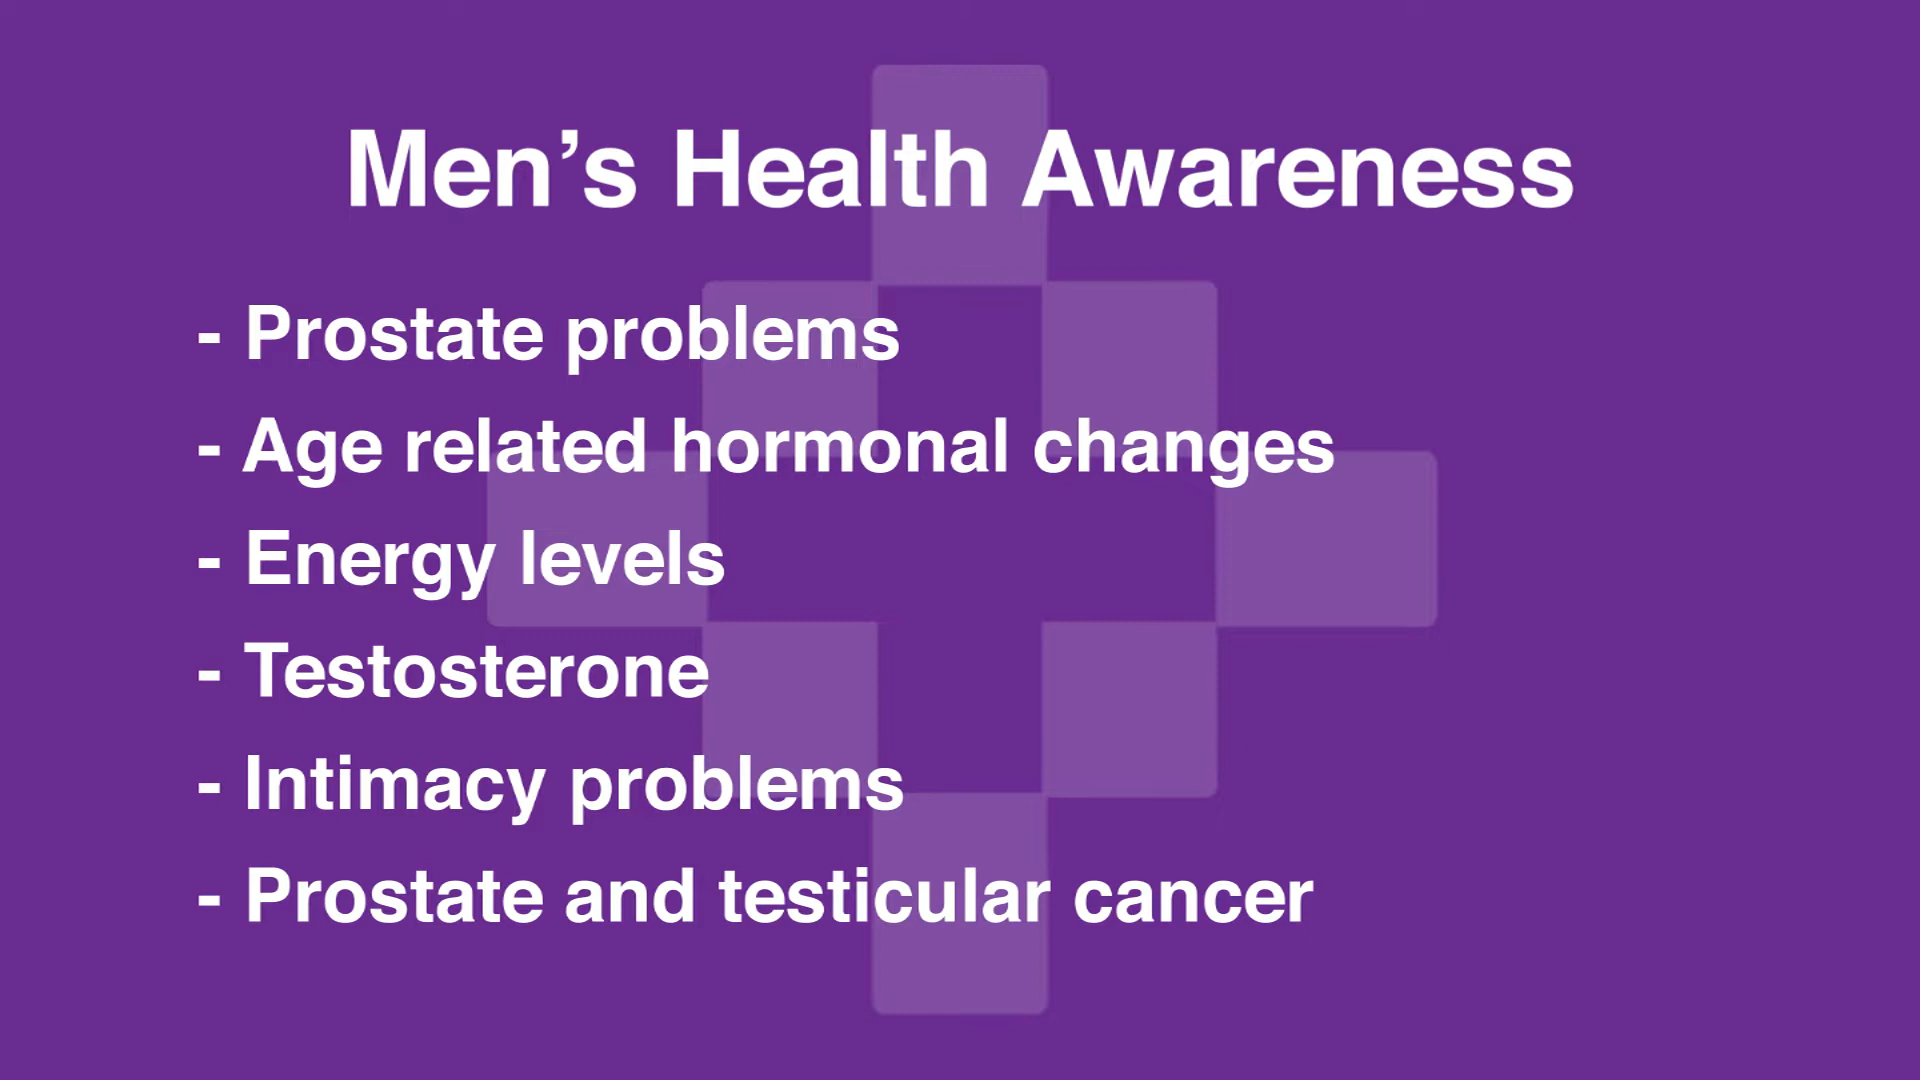 Men’s Health Awareness
- Prostate problems
- Age related hormonal changes
- Energy levels
- Testosterone
- Intimacy problems
- Prostate and testicular cancer